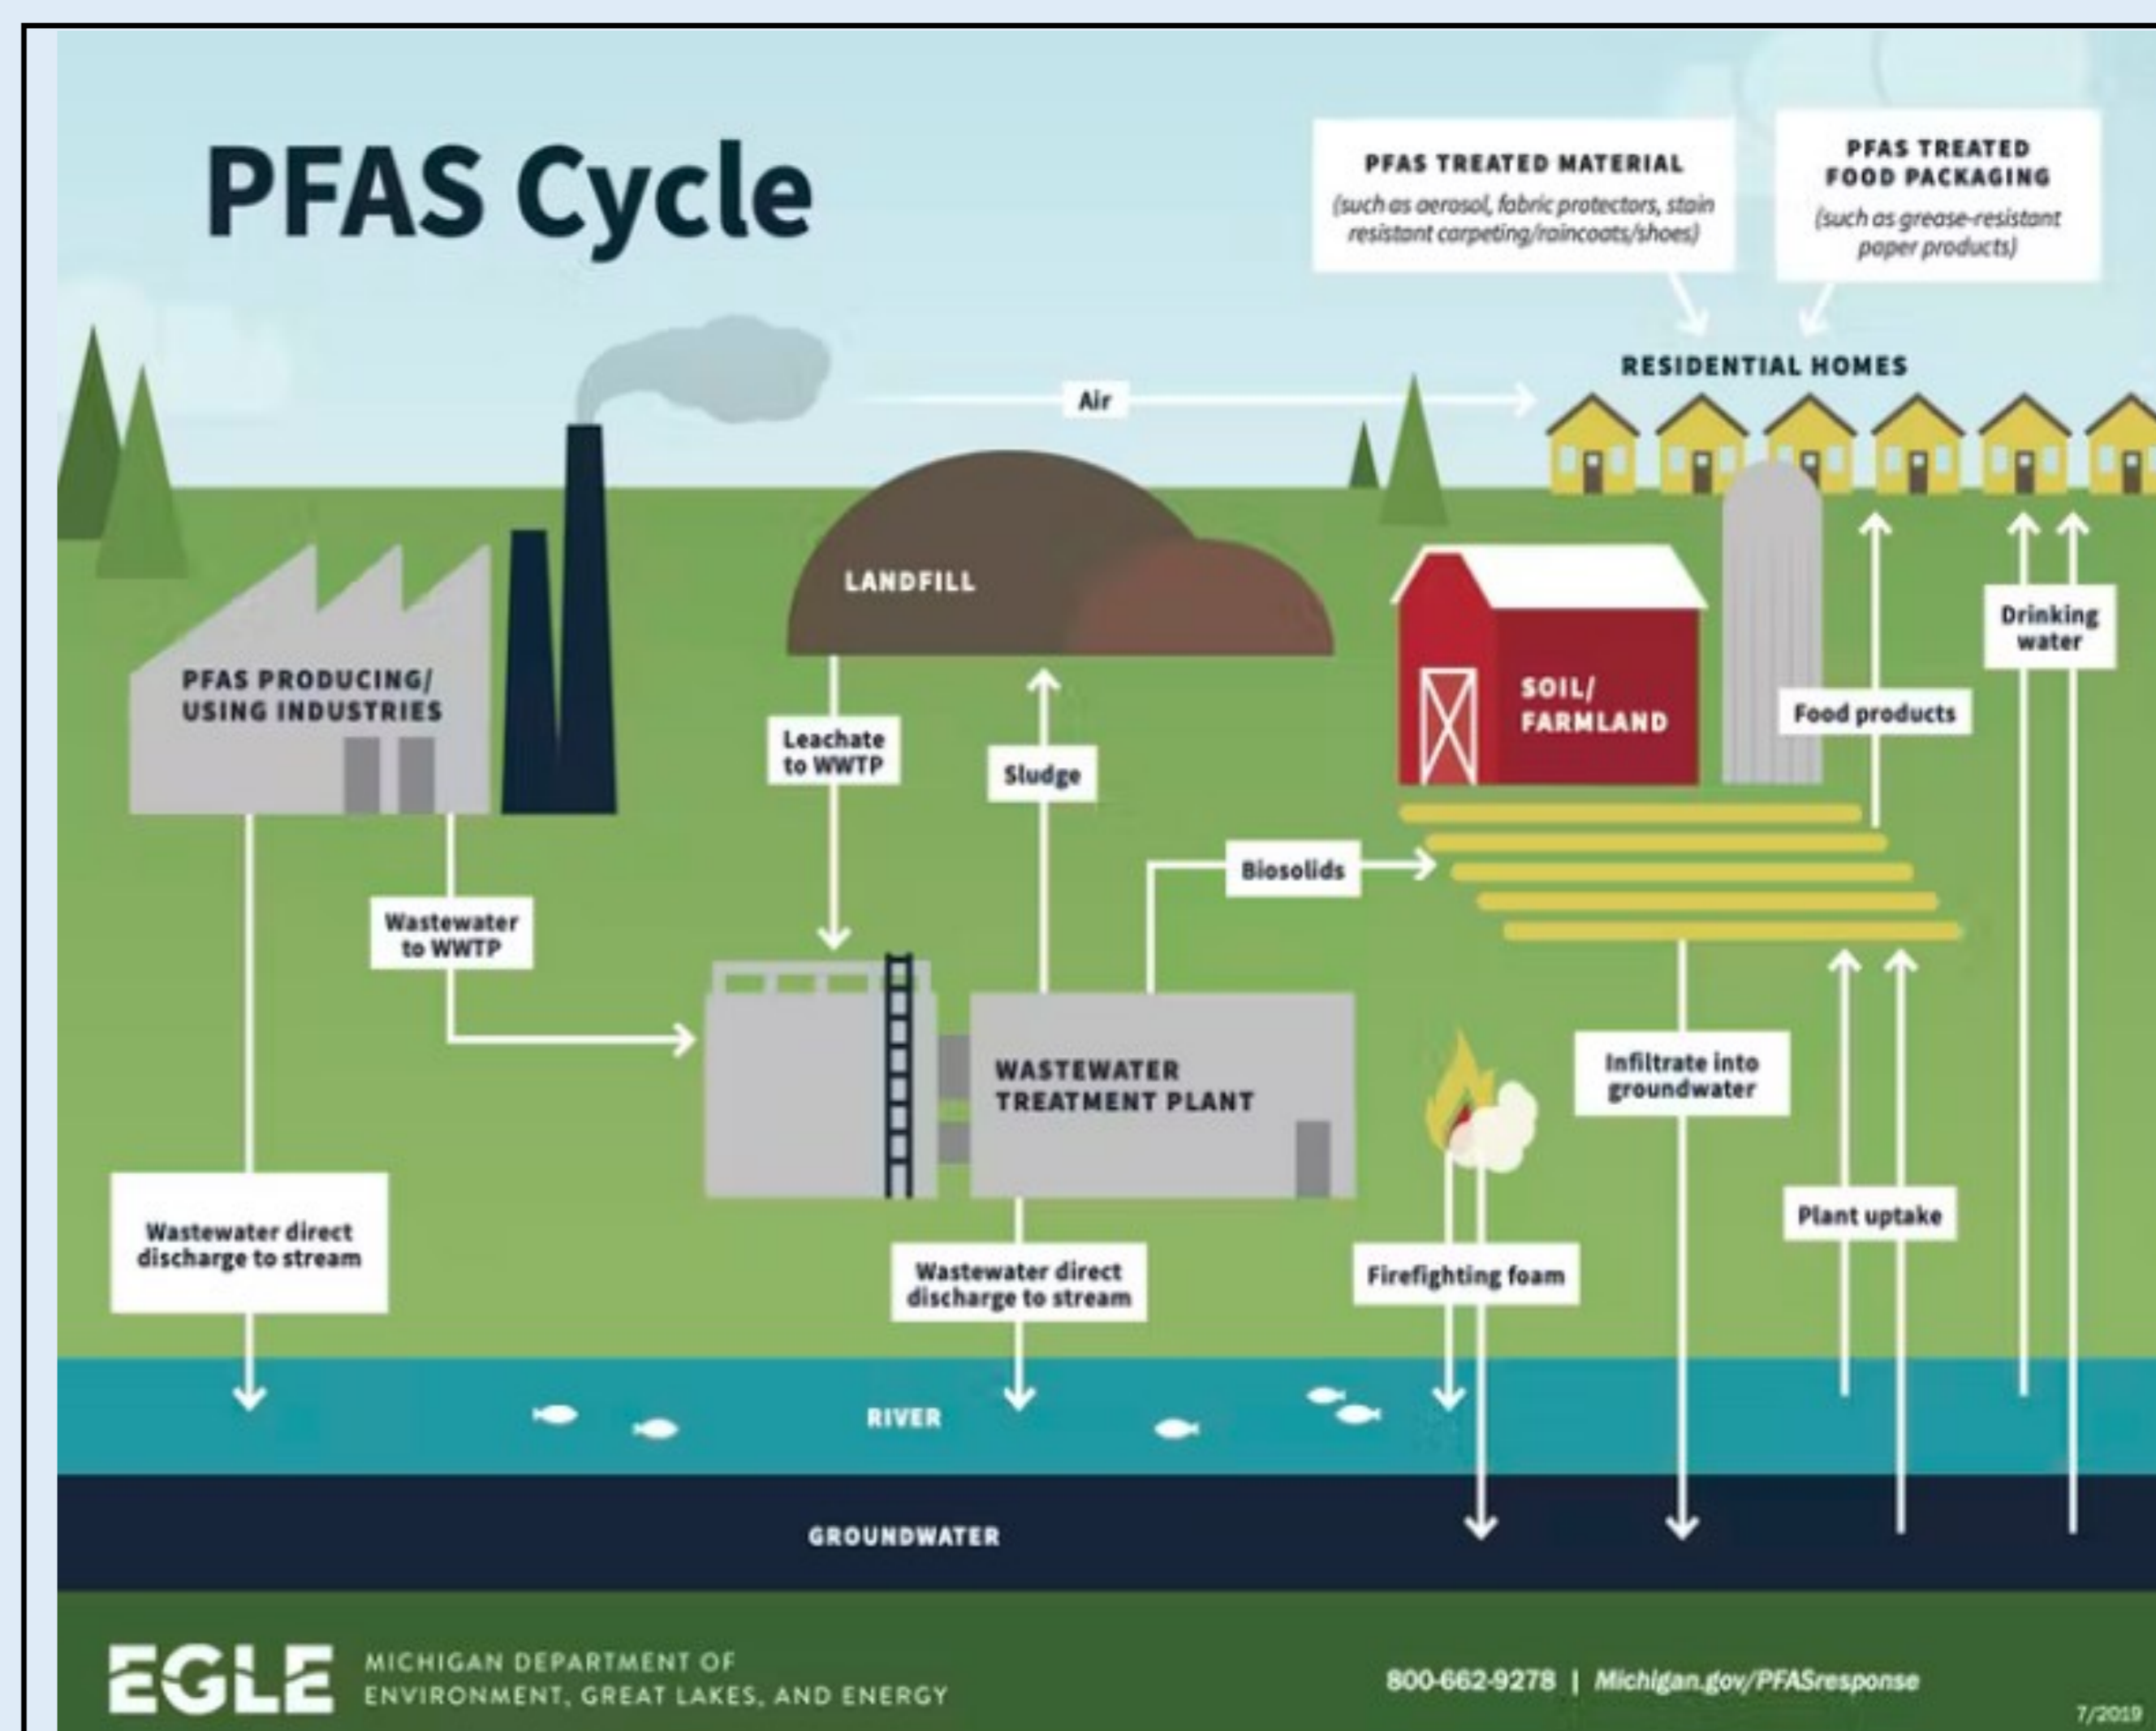 PFAS Cycle
PFAS TREATED MATERIAL
(such as aerosol, fabric protectors, stain
resistant carpeting/raincoats/shoes)
PFAS TREATED
FOOD PACKAGING
(such as grease-resistant
paper products)
RESIDENTIAL HOMES
Air
LANDFILL
PFAS PRODUCING/
USING INDUSTRIES
SOIL/
FARMLAND
Drinking
water
Food products
Leachate
to WWTP
Sludge
Biosolids
Wastewater
to WWTP
WASTEWATER
TREATMENT PLANT
Infiltrate into
groundwater
Plant uptake
Wastewater direct
discharge to stream
Wastewater direct
discharge to stream
Firefighting foam
RIVER
GROUNDWATER
EGLE
MICHIGAN DEPARTMENT OF
ENVIRONMENT, GREAT LAKES, AND ENERGY
800-662-9278 | Michigan.gov/PFASresponse
7/2019